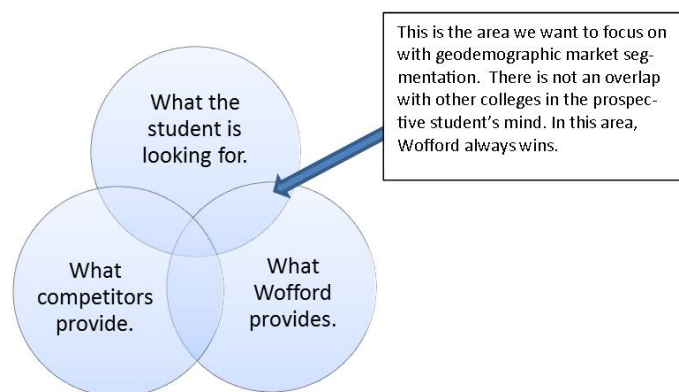 This is the area we want to focus on
with geodemographic market seg-
mentation.  There is not an overlap
with other colleges in the prospec-
tive student's mind. In this area,
Wofford always wins.
What the
student is
looking for.
What
competitors
provide.
What
Wofford
provides.